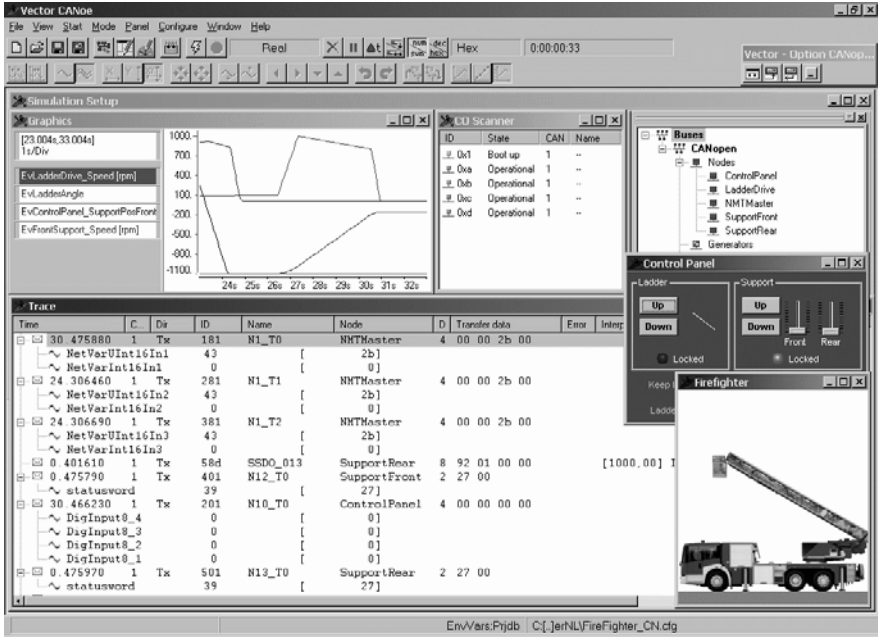 Vector CANoe
File View Start Mode Panel Configure Window Help
Real Hex 0:00:00:33
Vector - Option CANop...
Simulation Setup
Graphics
[23.004s,33.004s]
1s/Div
EvLadderDrive_Speed [rpm]
EvLadderAngle
EvControlPanel_SupportPosFront
EvFrontSupport_Speed [rpm]
1000.
700.
400.
100.
-200.
-500.
-800.
-1100.
24s 25s 26s 27s 28s 29s 30s 31s 32s
CO Scanner
ID State CAN Name
0x1 Boot up 1 --
0xa Operational 1 --
0xb Operational 1 --
0xc Operational 1 --
0xd Operational 1 --
Buses
CANopen
Nodes
ControlPanel
LadderDrive
NMTMaster
SupportFront
SupportRear
Generators
Control Panel
Ladder Support
Up Up
Down Down
Front Rear
Locked Locked
Keep
Ladde
Firefighter
Trace
Time C... Dir ID Name Node D Transfer data Error Interp
30.475880 1 Tx 181 N1_T0 NMTMaster 4 00 00 2b 00
NetVarUInt16In1 43 [ 2b]
NetVarInt16In1 0 [ 0]
24.306460 1 Tx 281 N1_T1 NMTMaster 4 00 00 2b 00
NetVarUInt16In2 43 [ 2b]
NetVarInt16In2 0 [ 0]
24.306690 1 Tx 381 N1_T2 NMTMaster 4 00 00 2b 00
NetVarUInt16In3 43 [ 2b]
NetVarInt16In3 0 [ 0]
0.401610 1 Tx 58d SSDO_013 SupportRear 8 92 01 00 00 [1000,00]
0.475790 1 Tx 401 N12_T0 SupportFront 2 27 00
statusword 39 [ 27]
30.466230 1 Tx 201 N10_T0 ControlPanel 4 00 00 00 00
DigInput8_4 0 [ 0]
DigInput8_3 0 [ 0]
DigInput8_2 0 [ 0]
DigInput8_1 0 [ 0]
0.475970 1 Tx 501 N13_T0 SupportRear 2 27 00
statusword 39 [ 27]
EnvVars:Prjdb C:[..]erNL\FireFighter_CN.cfg